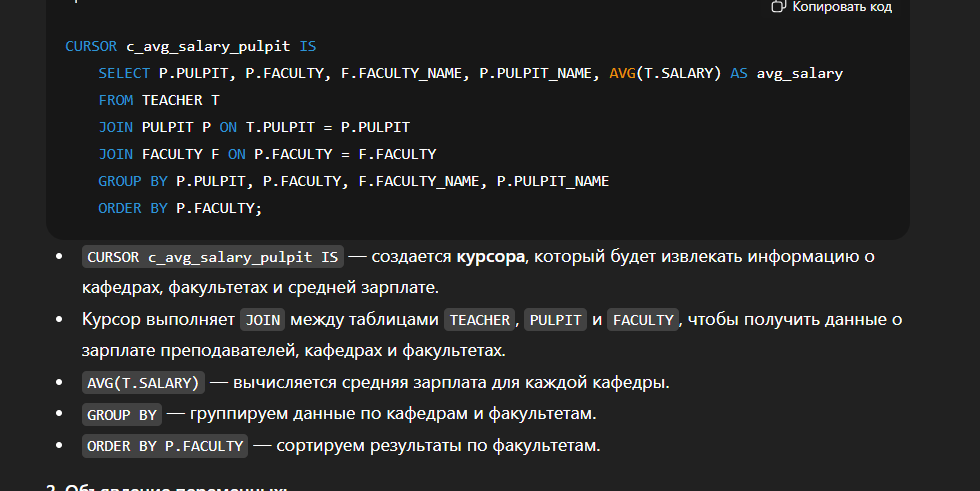 Копировать код
CURSOR c_avg_salary_pulpit IS
SELECT P.PULPIT, P.FACULTY, F.FACULTY_NAME, P.PULPIT_NAME, AVG(T.SALARY) AS avg_salary
FROM TEACHER T
JOIN PULPIT P ON T.PULPIT = P.PULPIT
JOIN FACULTY F ON P.FACULTY = F.FACULTY
GROUP BY P.PULPIT, P.FACULTY, F.FACULTY_NAME, P.PULPIT_NAME
ORDER BY P.FACULTY;
• CURSOR c_avg_salary_pulpit IS — создается курсора, который будет извлекать информацию о
кафедрах, факультетах и средней зарплате.
• Курсор выполняет JOIN между таблицами TEACHER, PULPIT и FACULTY, чтобы получить данные о
зарплате преподавателей, кафедрах и факультетах.
• AVG(T.SALARY) — вычисляется средняя зарплата для каждой кафедры.
• GROUP BY — группируем данные по кафедрам и факультетам.
• ORDER BY P.FACULTY — сортируем результаты по факультетам.
2. Объявление переменных: